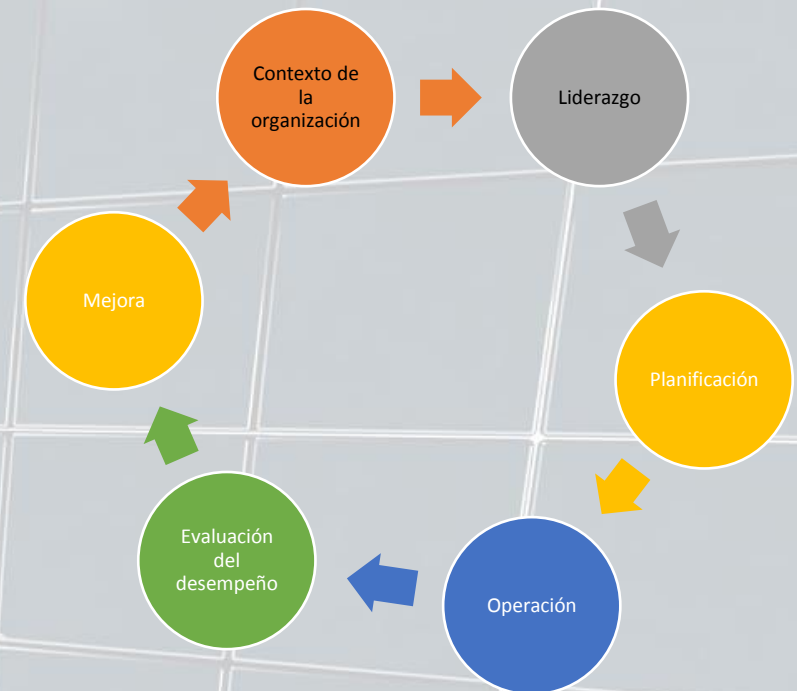 Contexto de
la
organización
Liderazgo
Planificación
Operación
Evaluación
del
desempeño
Mejora